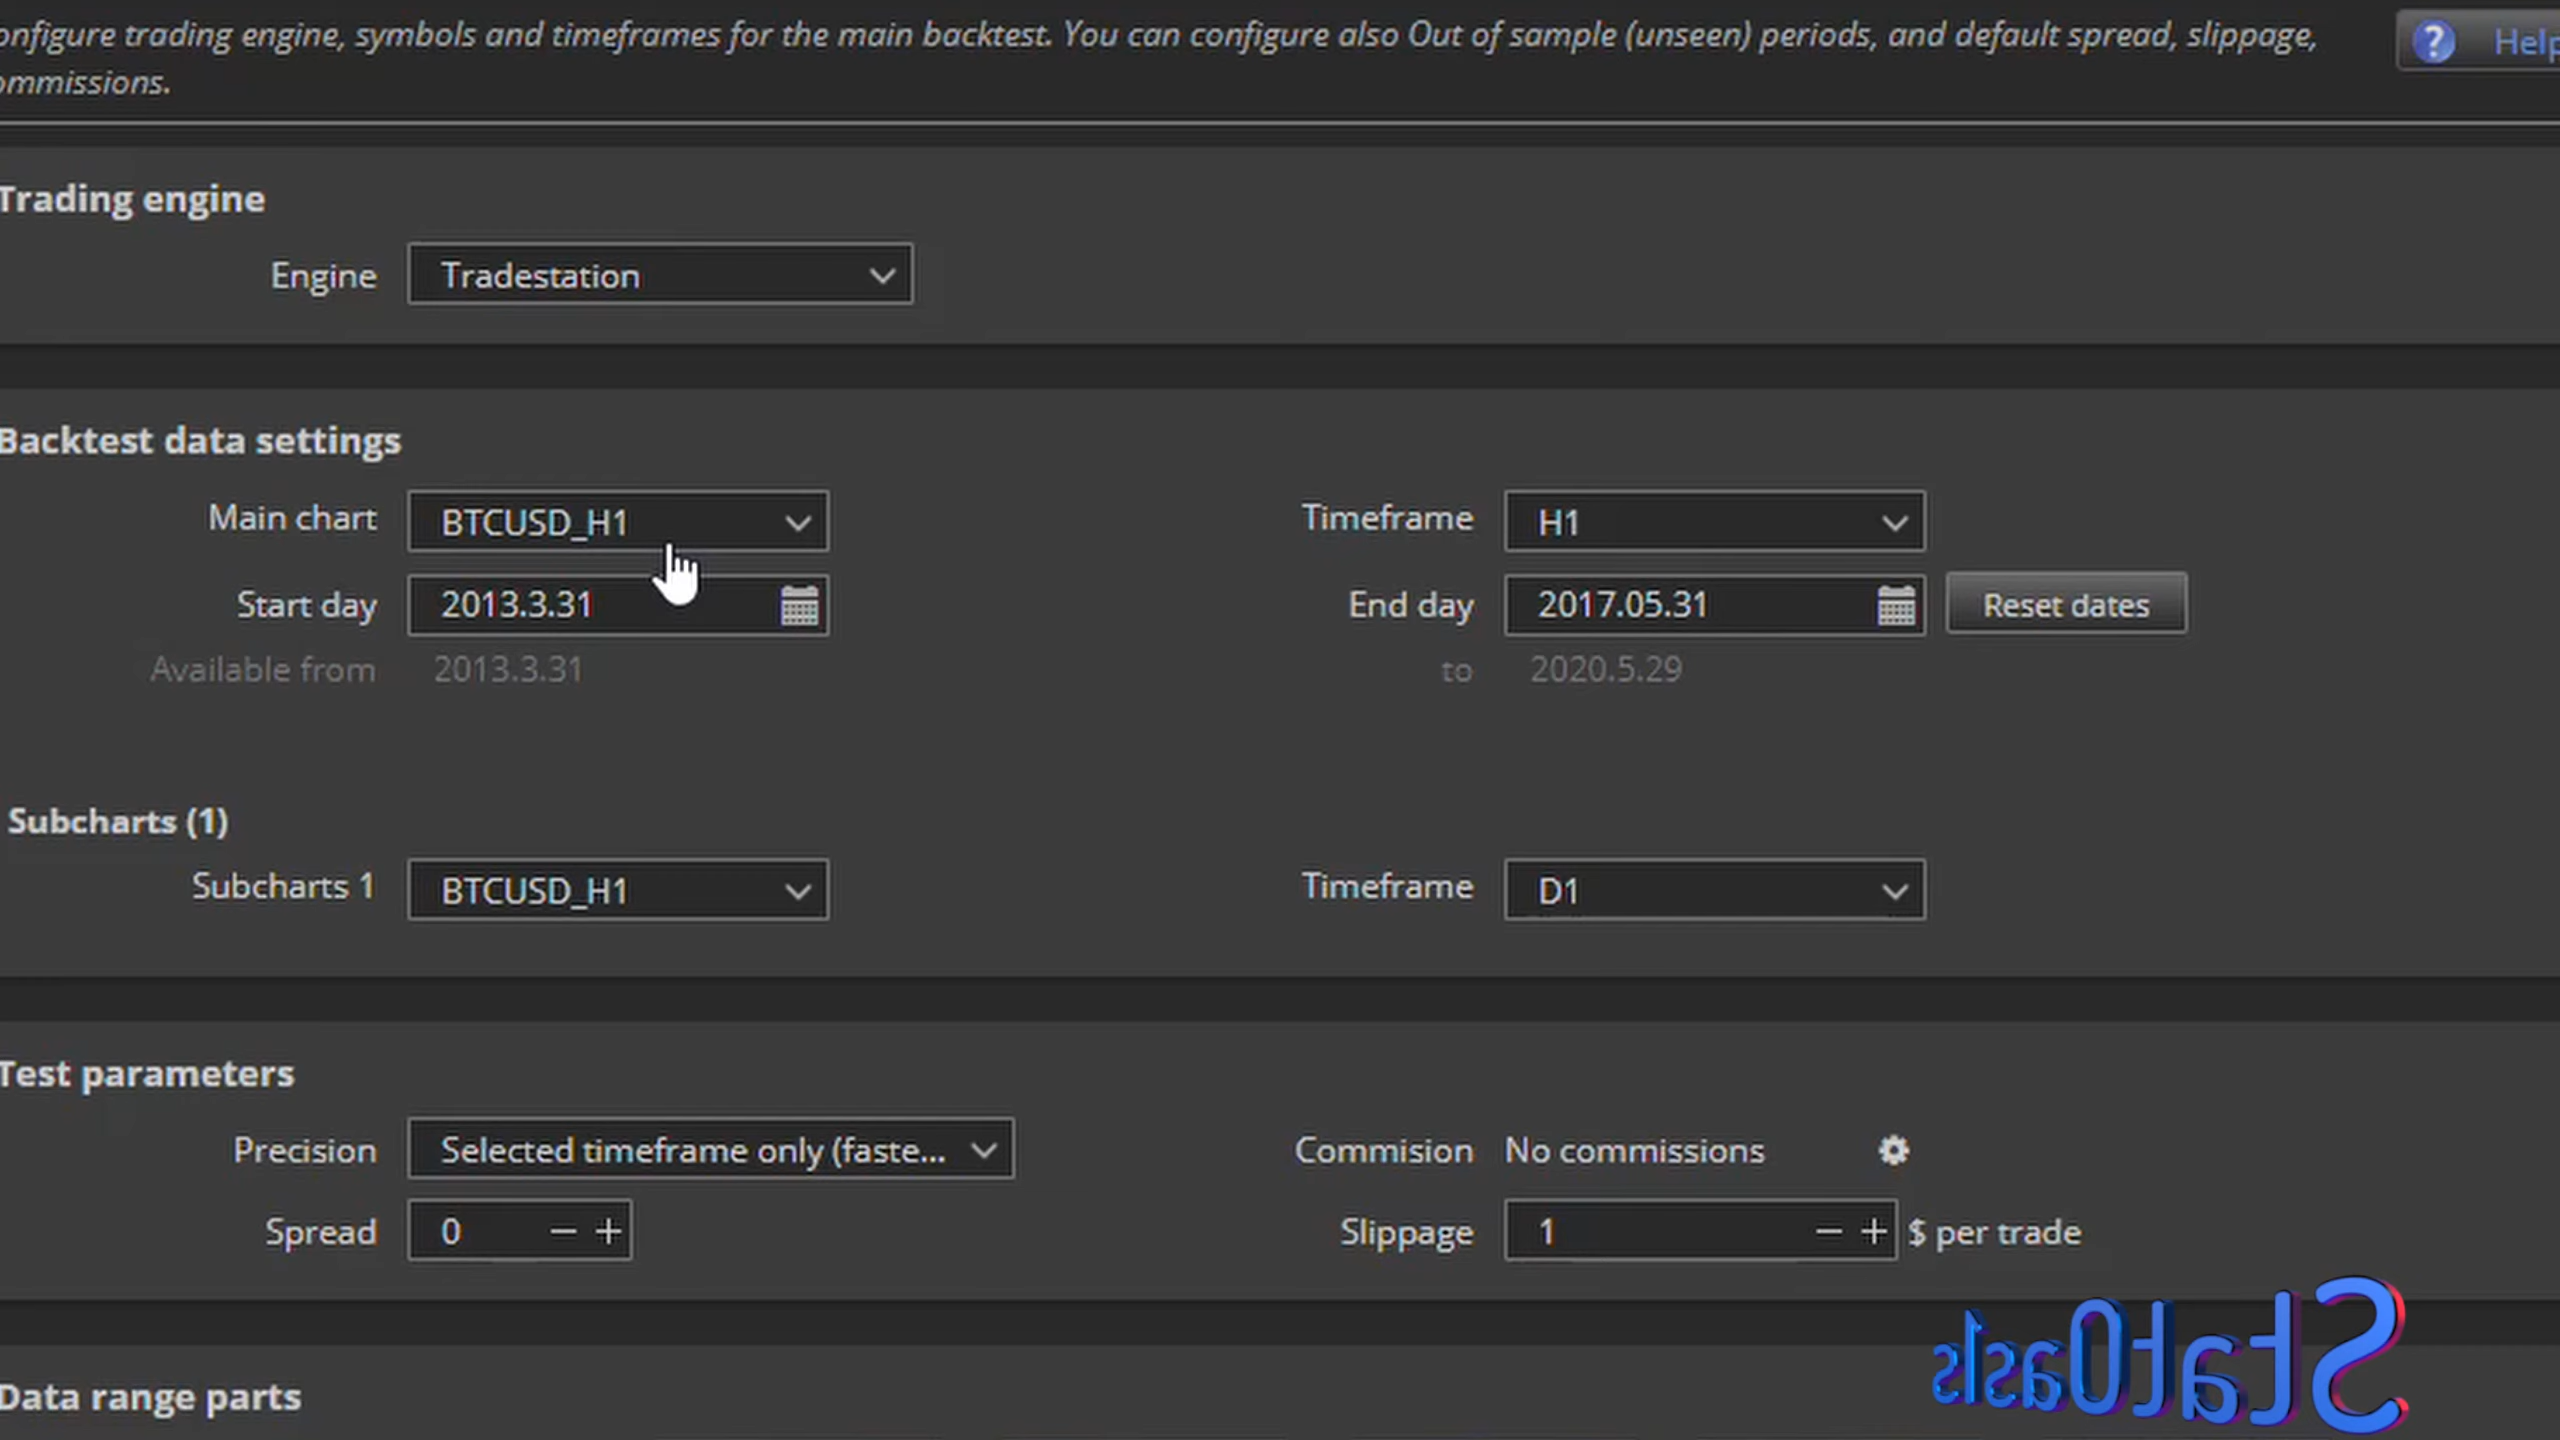 onfigure trading engine, symbols and timeframes for the main backtest. You can configure also Out of sample (unseen) periods, and default spread, slippage,
ommissions.
Help
Trading engine
Engine Tradestation
Backtest data settings
Main chart BTCUSD_H1 Timeframe H1
Start day 2013.3.31 End day 2017.05.31 Reset dates
Available from 2013.3.31 to 2020.5.29
Subcharts (1)
Subcharts 1 BTCUSD_H1 Timeframe D1
Test parameters
Precision Selected timeframe only (faste... Commision No commissions
Spread 0 − + Slippage 1 − + $ per trade
StatOasis
Data range parts